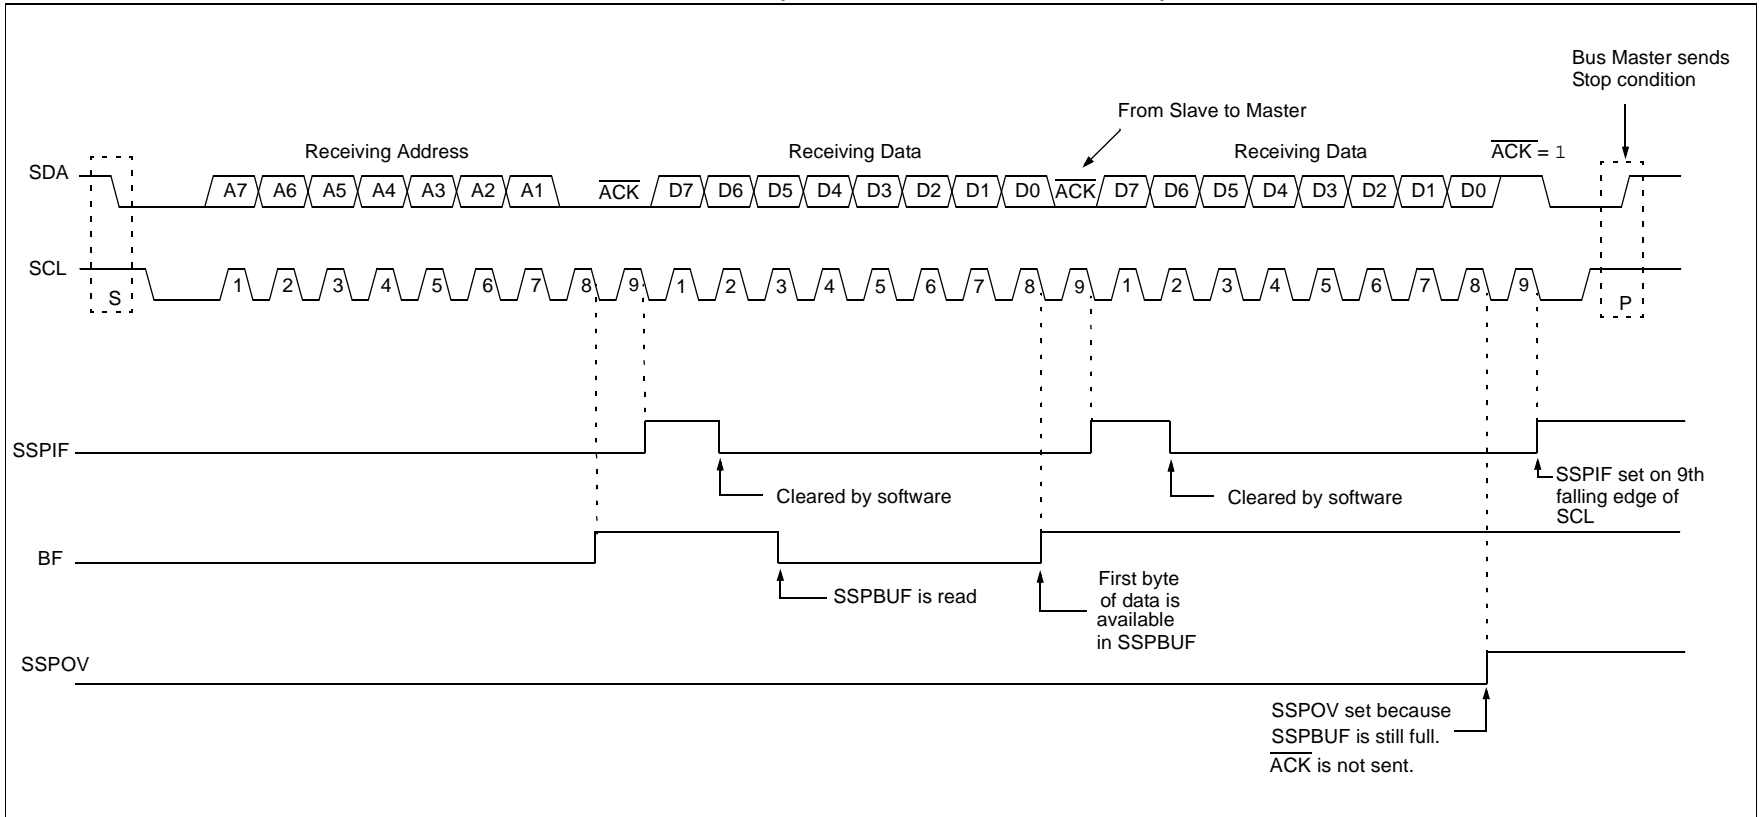 Bus Master sends
Stop condition
From Slave to Master
Receiving Address
Receiving Data
Receiving Data
ACK = 1
SDA
A7 A6 A5 A4 A3 A2 A1 ACK D7 D6 D5 D4 D3 D2 D1 D0 ACK D7 D6 D5 D4 D3 D2 D1 D0
SCL
S 1 2 3 4 5 6 7 8 9 1 2 3 4 5 6 7 8 9 1 2 3 4 5 6 7 8 9 P
SSPIF
Cleared by software
Cleared by software
SSPIF set on 9th
falling edge of
SCL
BF
SSPBUF is read
First byte
of data is
available
in SSPBUF
SSPOV
SSPOV set because
SSPBUF is still full.
ACK is not sent.